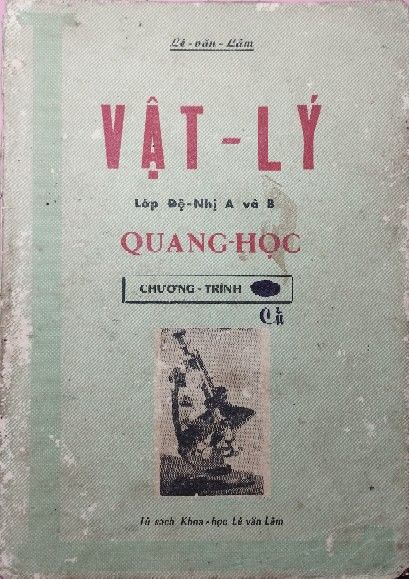 Lê - văn - Lâm
VẬT - LÝ
Lớp Đệ-Nhị A và B
QUANG-HỌC
CHƯƠNG - TRÌNH
Cũ
Tủ sách Khoa - học Lê văn Lâm